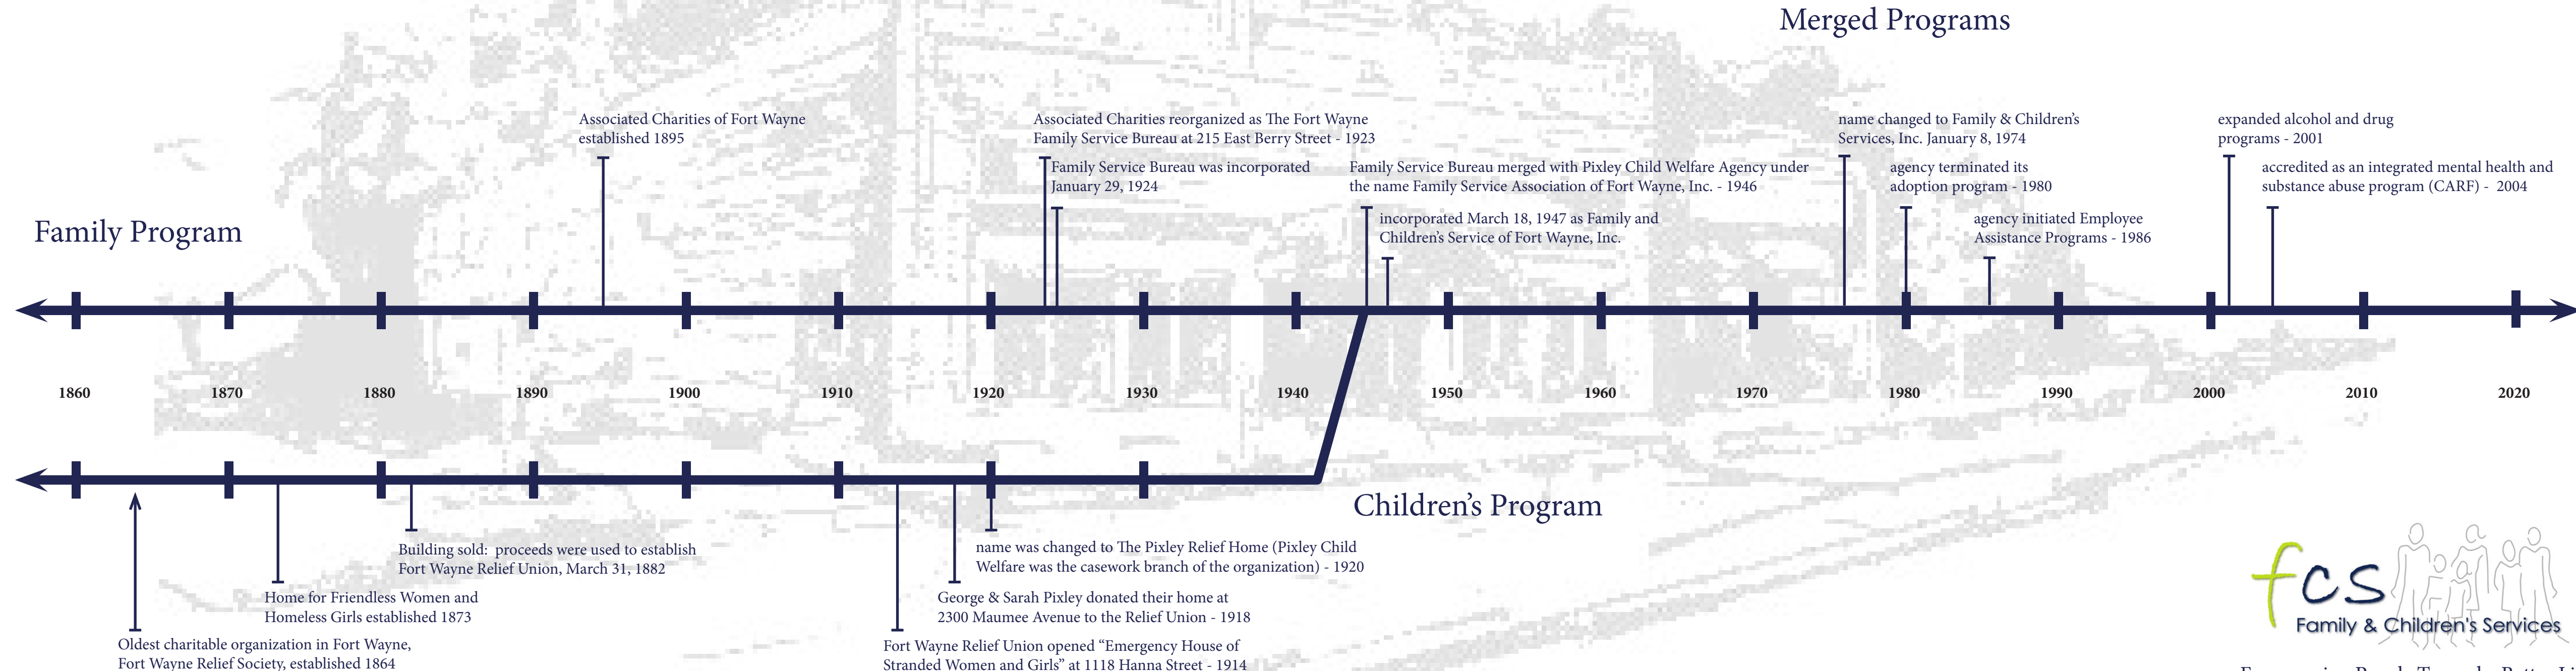 Merged Programs
Associated Charities of Fort Wayne
established 1895
Associated Charities reorganized as The Fort Wayne
Family Service Bureau at 215 East Berry Street - 1923
Family Service Bureau was incorporated
January 29, 1924
Family Service Bureau merged with Pixley Child Welfare Agency under
the name Family Service Association of Fort Wayne, Inc. - 1946
incorporated March 18, 1947 as Family and
Children's Service of Fort Wayne, Inc.
name changed to Family & Children's
Services, Inc. January 8, 1974
agency terminated its
adoption program - 1980
agency initiated Employee
Assistance Programs - 1986
expanded alcohol and drug
programs - 2001
accredited as an integrated mental health and
substance abuse program (CARF) -  2004
Family Program
1860 1870 1880 1890 1900 1910 1920 1930 1940 1950 1960 1970 1980 1990 2000 2010 2020
Children's Program
Building sold:  proceeds were used to establish
Fort Wayne Relief Union, March 31, 1882
Home for Friendless Women and
Homeless Girls established 1873
Oldest charitable organization in Fort Wayne,
Fort Wayne Relief Society, established 1864
name was changed to The Pixley Relief Home (Pixley Child
Welfare was the casework branch of the organization) - 1920
George & Sarah Pixley donated their home at
2300 Maumee Avenue to the Relief Union - 1918
Fort Wayne Relief Union opened “Emergency House of
Stranded Women and Girls” at 1118 Hanna Street - 1914
fcs
Family & Children's Services